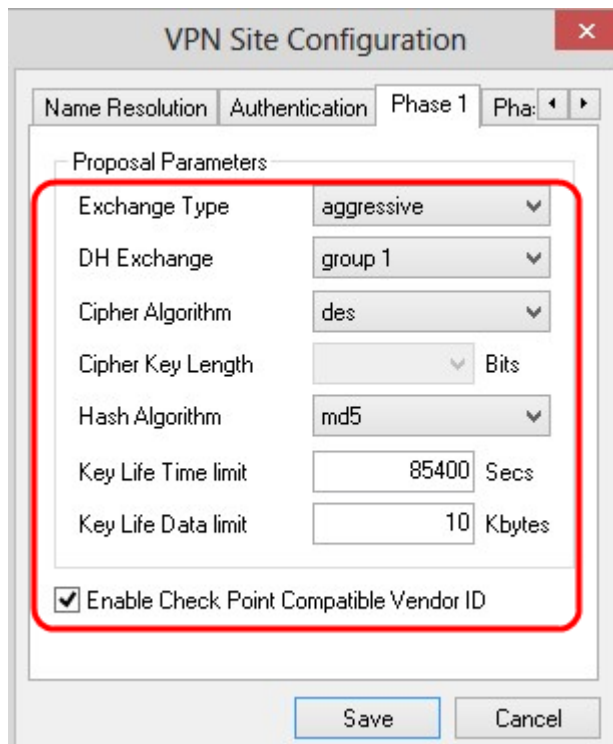 VPN Site Configuration
Name Resolution Authentication Phase 1 Pha
Proposal Parameters
Exchange Type aggressive
DH Exchange group 1
Cipher Algorithm des
Cipher Key Length Bits
Hash Algorithm md5
Key Life Time limit 85400 Secs
Key Life Data limit 10 Kbytes
Enable Check Point Compatible Vendor ID
Save Cancel